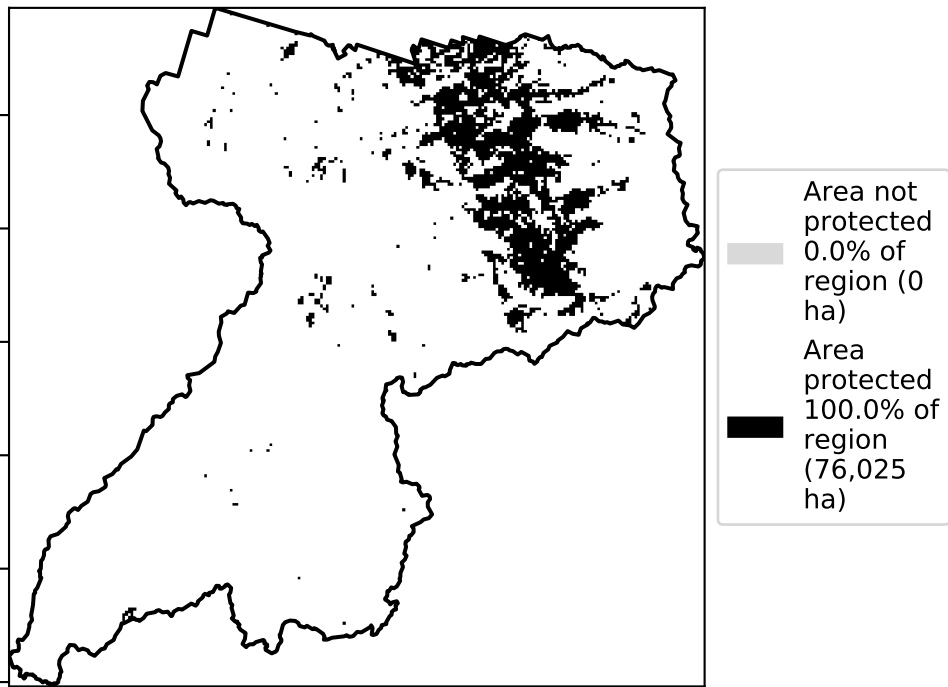 Area not
protected
0.0% of
region (0
ha)
Area
protected
100.0% of
region
(76,025
ha)